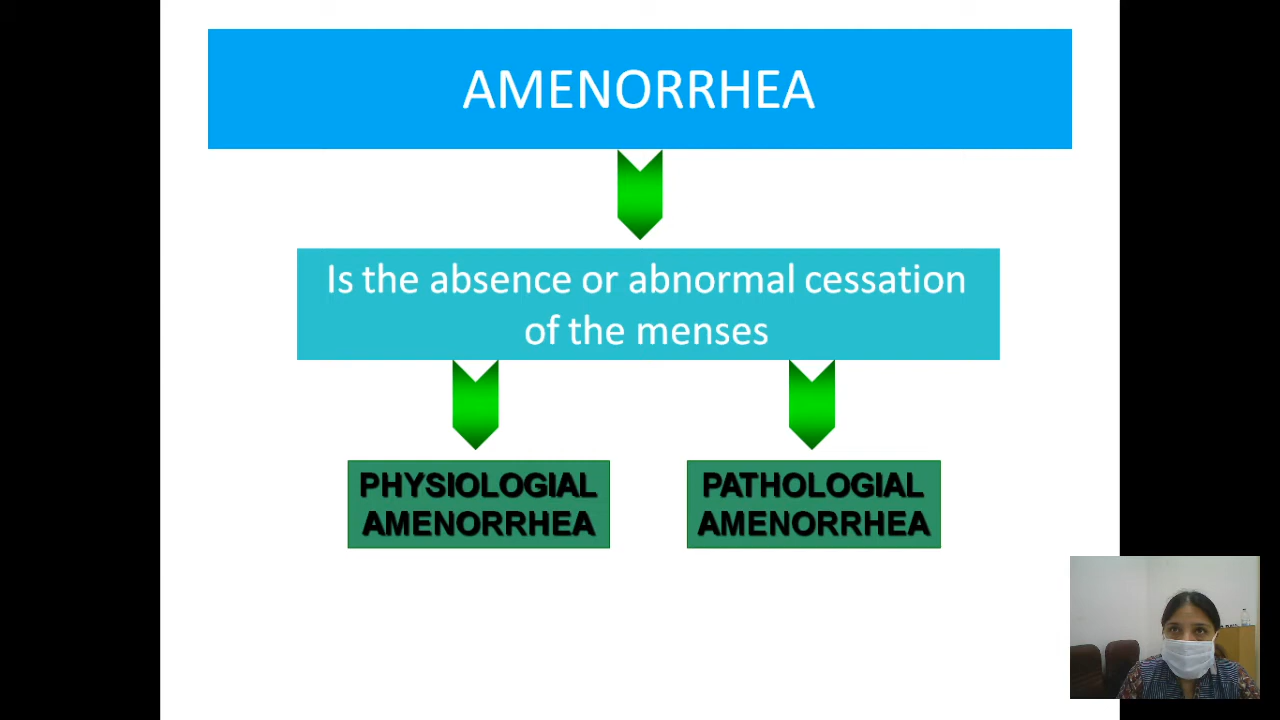 AMENORRHEA
Is the absence or abnormal cessation
of the menses
PHYSIOLOGIAL
AMENORRHEA
PATHOLOGIAL
AMENORRHEA